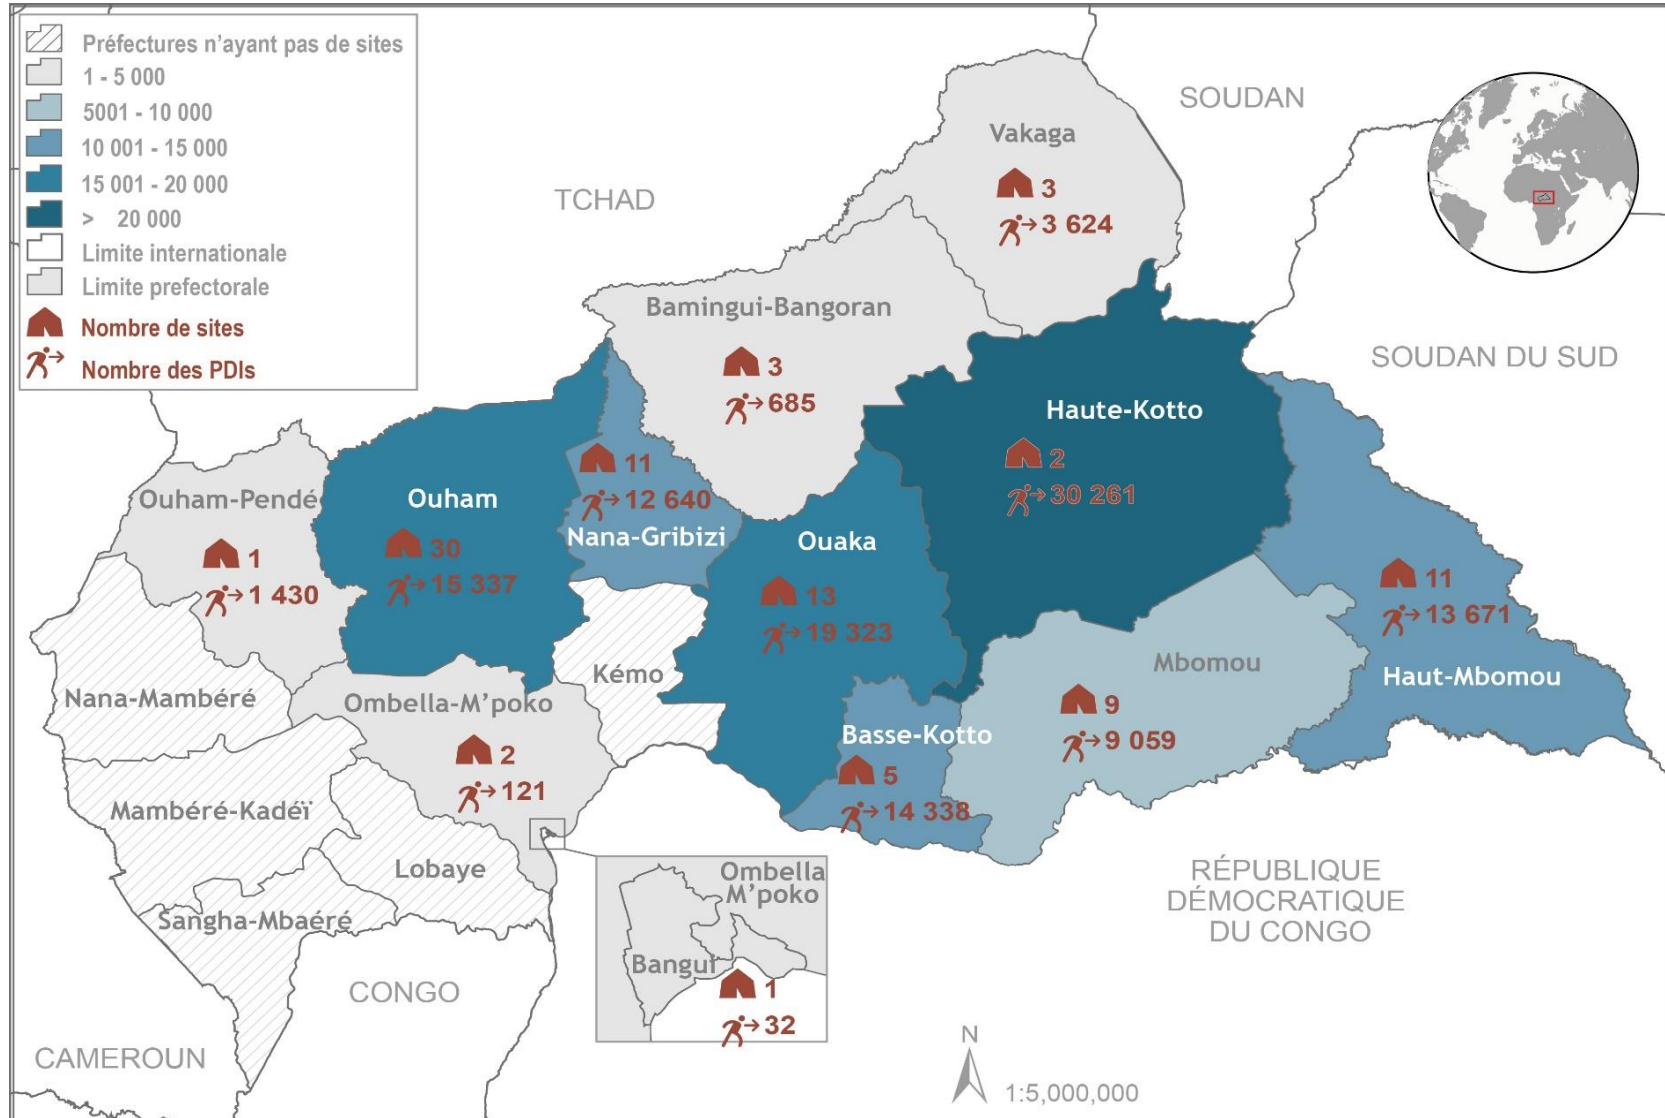 Préfectures n'ayant pas de sites
1 - 5 000
5001 - 10 000
10 001 - 15 000
15 001 - 20 000
> 20 000
Limite internationale
Limite prefectorale
Nombre de sites
Nombre des PDIs
SOUDAN
TCHAD
Vakaga
3
3 624
Bamingui-Bangoran
3
685
SOUDAN DU SUD
Haute-Kotto
2
30 261
Ouham-Pendé
1
1 430
Ouham
30
15 337
11
12 640
Nana-Gribizi
Ouaka
13
19 323
11
13 671
Haut-Mbomou
Mbomou
9
9 059
Kémo
Nana-Mambéré
Ombella-M'poko
2
121
Basse-Kotto
5
14 338
Mambéré-Kadéï
Lobaye
Sangha-Mbaéré
Ombella
M'poko
Bangui
1
32
RÉPUBLIQUE
DÉMOCRATIQUE
DU CONGO
CONGO
CAMEROUN
N
1:5,000,000